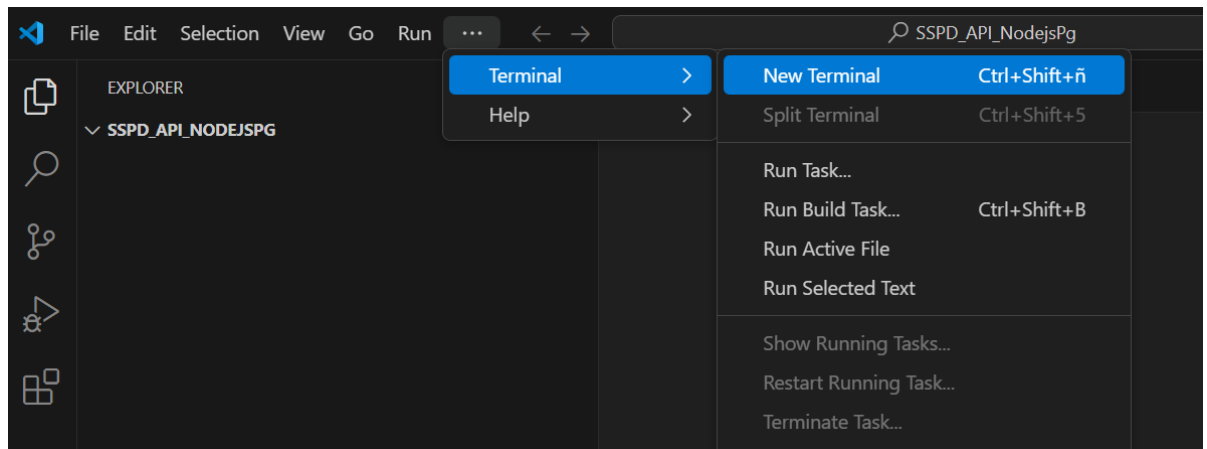 File Edit Selection View Go Run ... SSPD_API_NodejsPg
EXPLORER
SSPD_API_NODEJSPG
Terminal
Help
New Terminal Ctrl+Shift+ñ
Split Terminal Ctrl+Shift+5
Run Task...
Run Build Task... Ctrl+Shift+B
Run Active File
Run Selected Text
Show Running Tasks...
Restart Running Task...
Terminate Task...